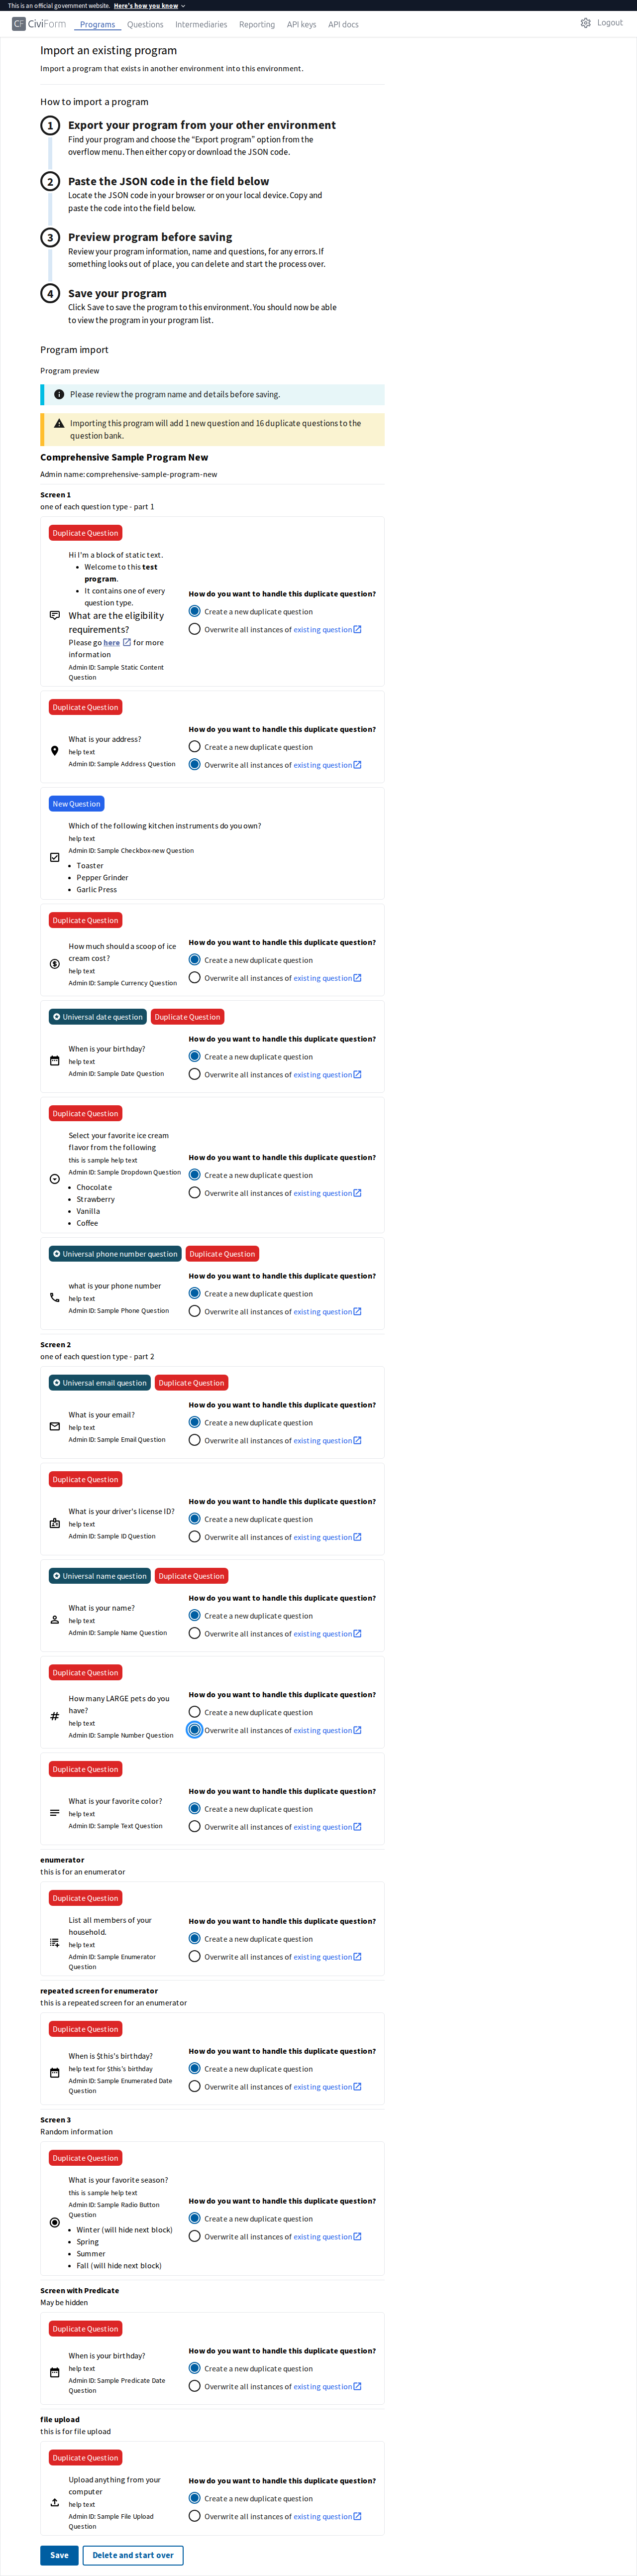 This is an official government website. Here's how you know
CF CiviForm Programs Questions Intermediaries Reporting API keys API docs Logout
Import an existing program
Import a program that exists in another environment into this environment.
How to import a program
1 Export your program from your other environment
Find your program and choose the “Export program” option from the
overflow menu. Then either copy or download the JSON code.
2 Paste the JSON code in the field below
Locate the JSON code in your browser or on your local device. Copy and
paste the code into the field below.
3 Preview program before saving
Review your program information, name and questions, for any errors. If
something looks out of place, you can delete and start the process over.
4 Save your program
Click Save to save the program to this environment. You should now be able
to view the program in your program list.
Program import
Program preview
Please review the program name and details before saving.
Importing this program will add 1 new question and 16 duplicate questions to the
question bank.
Comprehensive Sample Program New
Admin name: comprehensive-sample-program-new
Screen 1
one of each question type - part 1
Duplicate Question
Hi I'm a block of static text.
Welcome to this test
program.
It contains one of every
question type.
What are the eligibility
requirements?
Please go here for more
information
Admin ID: Sample Static Content
Question
How do you want to handle this duplicate question?
Create a new duplicate question
Overwrite all instances of existing question
Duplicate Question
What is your address?
help text
Admin ID: Sample Address Question
How do you want to handle this duplicate question?
Create a new duplicate question
Overwrite all instances of existing question
New Question
Which of the following kitchen instruments do you own?
help text
Admin ID: Sample Checkbox-new Question
Toaster
Pepper Grinder
Garlic Press
Duplicate Question
How much should a scoop of ice
cream cost?
help text
Admin ID: Sample Currency Question
How do you want to handle this duplicate question?
Create a new duplicate question
Overwrite all instances of existing question
Universal date question Duplicate Question
When is your birthday?
help text
Admin ID: Sample Date Question
How do you want to handle this duplicate question?
Create a new duplicate question
Overwrite all instances of existing question
Duplicate Question
Select your favorite ice cream
flavor from the following
this is sample help text
Admin ID: Sample Dropdown Question
Chocolate
Strawberry
Vanilla
Coffee
How do you want to handle this duplicate question?
Create a new duplicate question
Overwrite all instances of existing question
Universal phone number question Duplicate Question
what is your phone number
help text
Admin ID: Sample Phone Question
How do you want to handle this duplicate question?
Create a new duplicate question
Overwrite all instances of existing question
Screen 2
one of each question type - part 2
Universal email question Duplicate Question
What is your email?
help text
Admin ID: Sample Email Question
How do you want to handle this duplicate question?
Create a new duplicate question
Overwrite all instances of existing question
Duplicate Question
What is your driver's license ID?
help text
Admin ID: Sample ID Question
How do you want to handle this duplicate question?
Create a new duplicate question
Overwrite all instances of existing question
Universal name question Duplicate Question
What is your name?
help text
Admin ID: Sample Name Question
How do you want to handle this duplicate question?
Create a new duplicate question
Overwrite all instances of existing question
Duplicate Question
How many LARGE pets do you
have?
help text
Admin ID: Sample Number Question
How do you want to handle this duplicate question?
Create a new duplicate question
Overwrite all instances of existing question
Duplicate Question
What is your favorite color?
help text
Admin ID: Sample Text Question
How do you want to handle this duplicate question?
Create a new duplicate question
Overwrite all instances of existing question
enumerator
this is for an enumerator
Duplicate Question
List all members of your
household.
help text
Admin ID: Sample Enumerator
Question
How do you want to handle this duplicate question?
Create a new duplicate question
Overwrite all instances of existing question
repeated screen for enumerator
this is a repeated screen for an enumerator
Duplicate Question
When is $this's birthday?
help text for $this's birthday
Admin ID: Sample Enumerated Date
Question
How do you want to handle this duplicate question?
Create a new duplicate question
Overwrite all instances of existing question
Screen 3
Random information
Duplicate Question
What is your favorite season?
this is sample help text
Admin ID: Sample Radio Button
Question
Winter (will hide next block)
Spring
Summer
Fall (will hide next block)
How do you want to handle this duplicate question?
Create a new duplicate question
Overwrite all instances of existing question
Screen with Predicate
May be hidden
Duplicate Question
When is your birthday?
help text
Admin ID: Sample Predicate Date
Question
How do you want to handle this duplicate question?
Create a new duplicate question
Overwrite all instances of existing question
file upload
this is for file upload
Duplicate Question
Upload anything from your
computer
help text
Admin ID: Sample File Upload
Question
How do you want to handle this duplicate question?
Create a new duplicate question
Overwrite all instances of existing question
Save Delete and start over